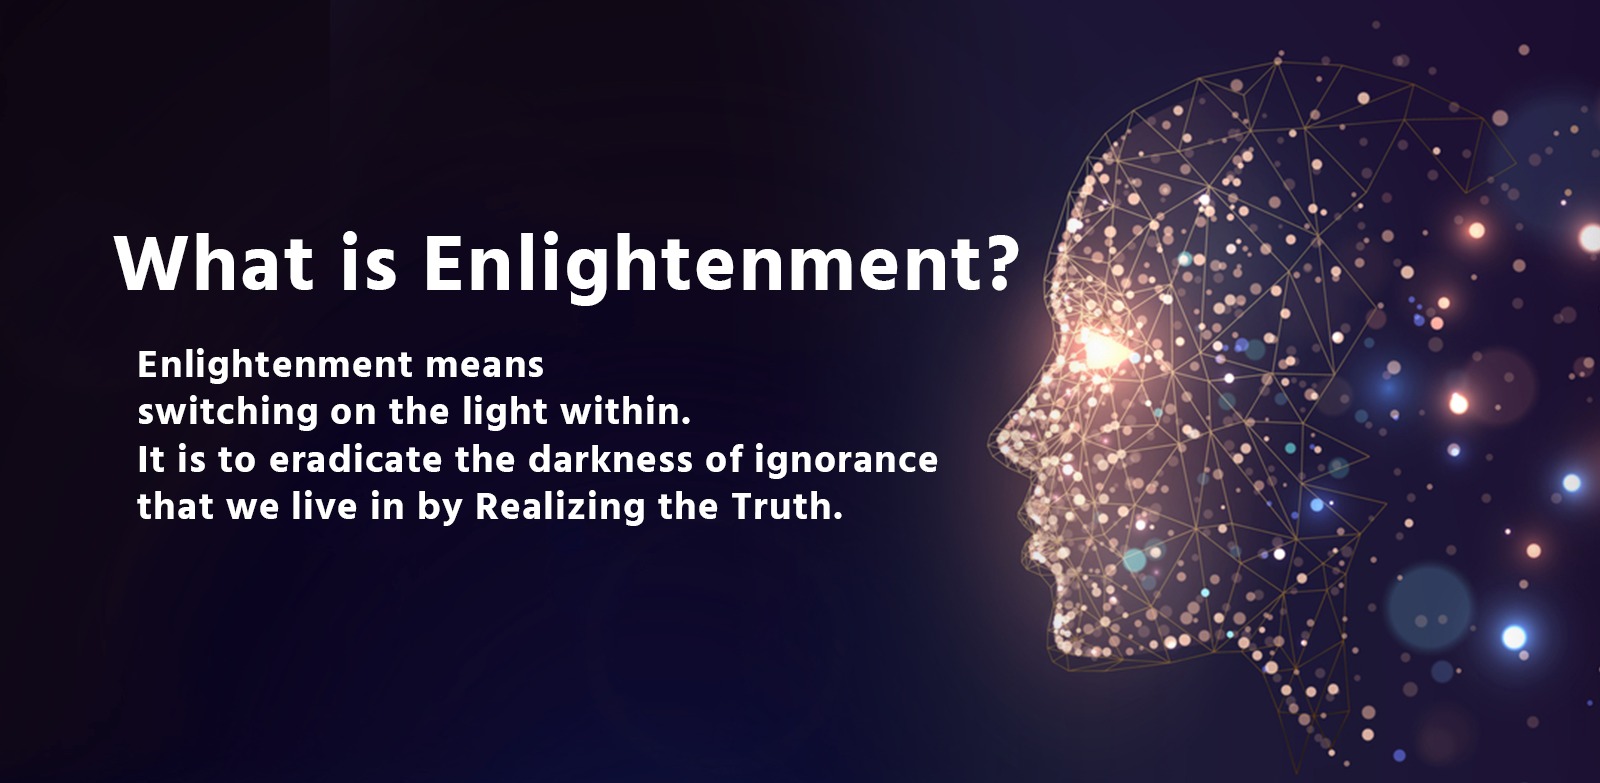 What is Enlightenment?
Enlightenment means
switching on the light within.
It is to eradicate the darkness of ignorance
that we live in by Realizing the Truth.